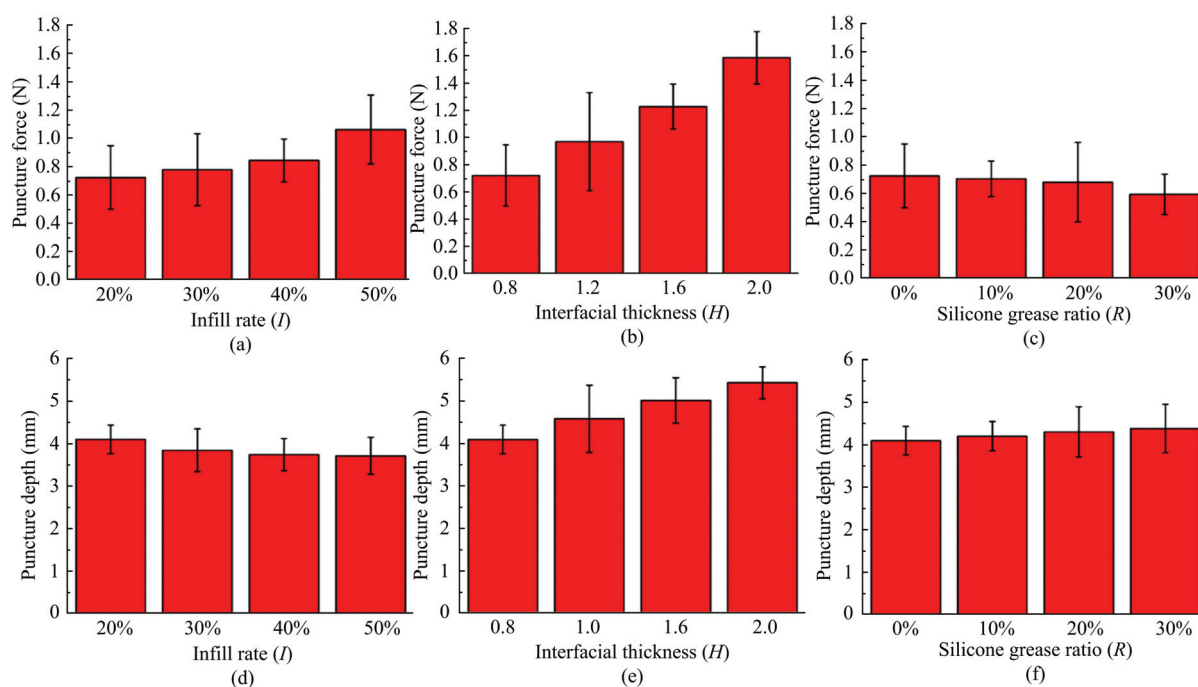 Puncture force (N)
1.8
1.6
1.4
1.2
1.0
0.8
0.6
0.4
0.2
0.0
20% 30% 40% 50%
Infill rate (I)
(a)
Puncture force (N)
1.8
1.6
1.4
1.2
1.0
0.8
0.6
0.4
0.2
0.0
0.8 1.2 1.6 2.0
Interfacial thickness (H)
(b)
Puncture force (N)
1.8
1.6
1.4
1.2
1.0
0.8
0.6
0.4
0.2
0.0
0% 10% 20% 30%
Silicone grease ratio (R)
(c)
Puncture depth (mm)
6
5
4
3
2
1
0
20% 30% 40% 50%
Infill rate (I)
(d)
Puncture depth (mm)
6
5
4
3
2
1
0
0.8 1.0 1.6 2.0
Interfacial thickness (H)
(e)
Puncture depth (mm)
6
5
4
3
2
1
0
0% 10% 20% 30%
Silicone grease ratio (R)
(f)